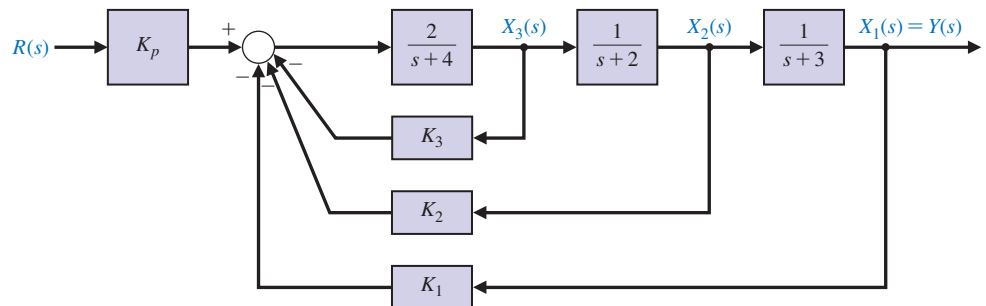 R(s)
K_p
+
−
−
−
2
s + 4
X_3(s)
1
s + 2
X_2(s)
1
s + 3
X_1(s) = Y(s)
K_3
K_2
K_1